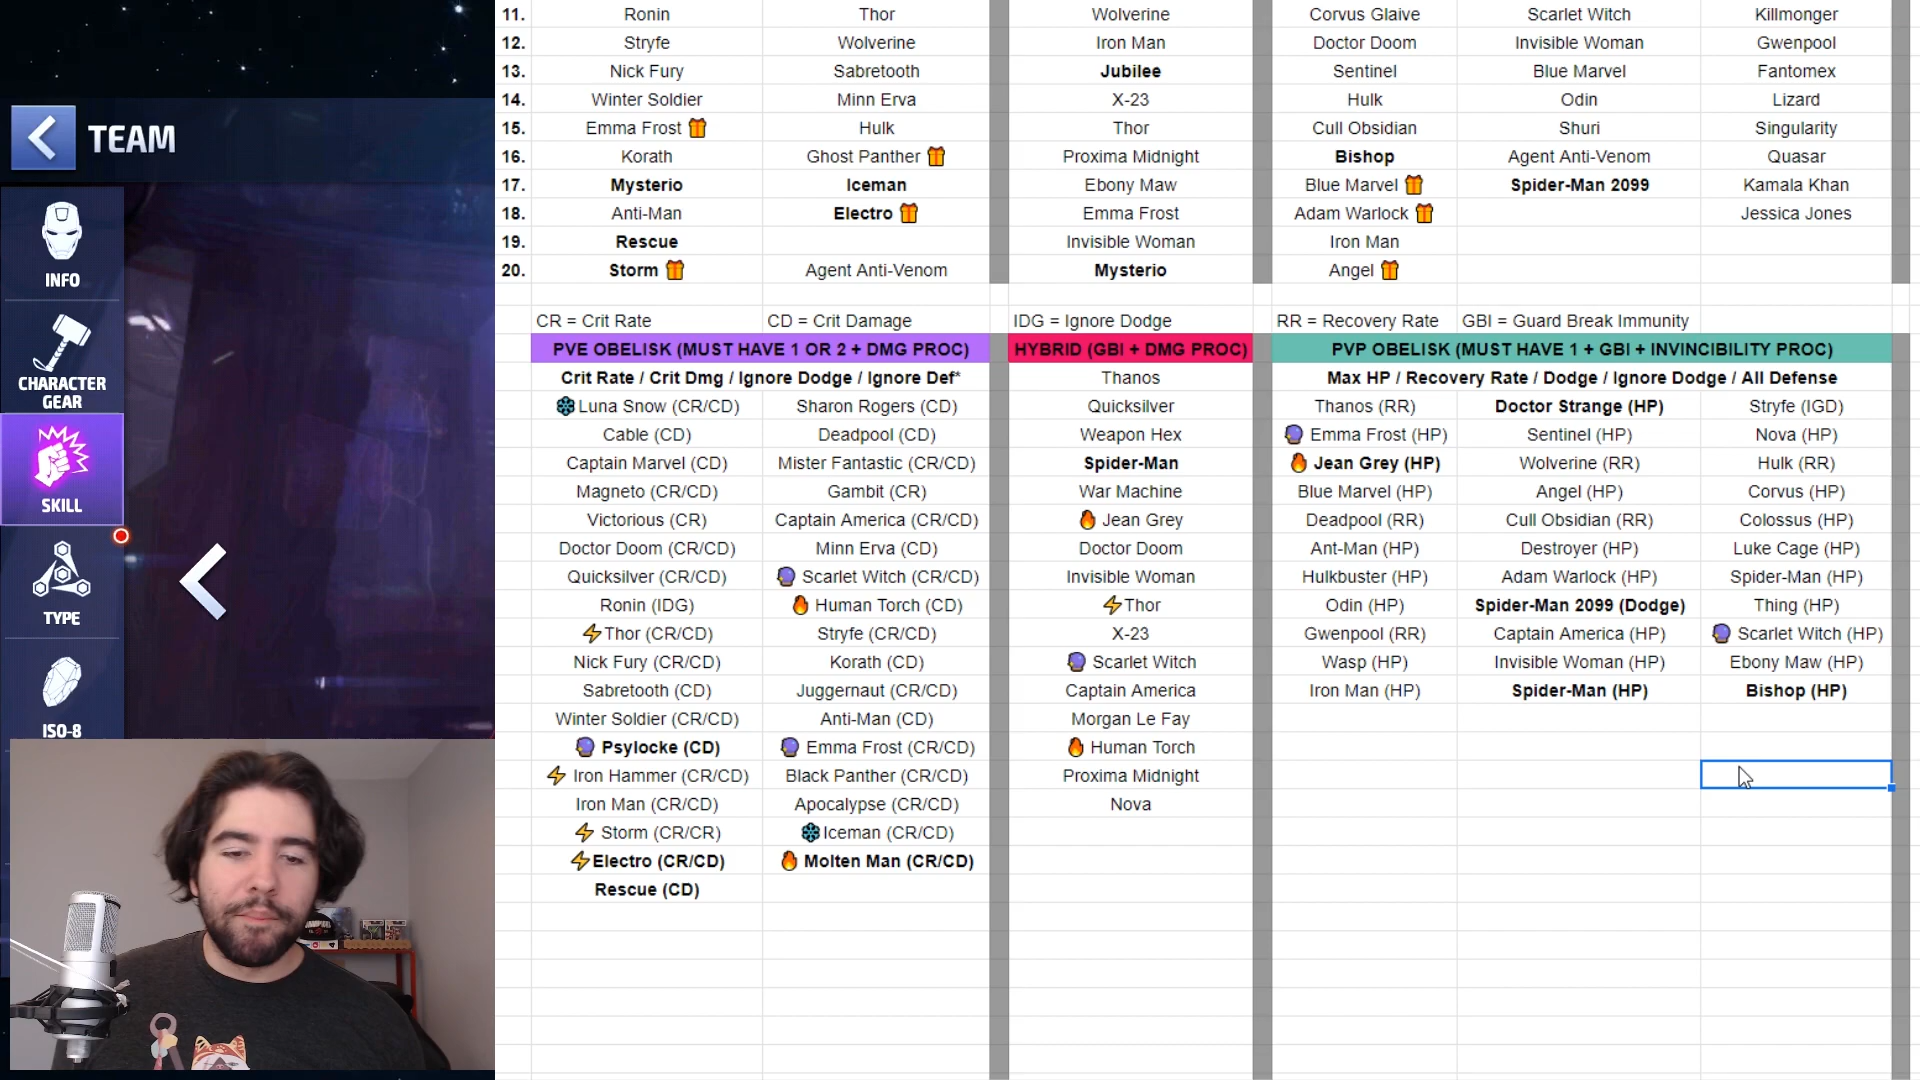 TEAM
INFO
CHARACTER
GEAR
SKILL
TYPE
ISO-8
11. Ronin Thor Wolverine Corvus Glaive Scarlet Witch Killmonger
12. Stryfe Wolverine Iron Man Doctor Doom Invisible Woman Gwenpool
13. Nick Fury Sabretooth Jubilee Sentinel Blue Marvel Fantomex
14. Winter Soldier Minn Erva X-23 Hulk Odin Lizard
15. Emma Frost Hulk Thor Cull Obsidian Shuri Singularity
16. Korath Ghost Panther Proxima Midnight Bishop Agent Anti-Venom Quasar
17. Mysterio Iceman Ebony Maw Blue Marvel Spider-Man 2099 Kamala Khan
18. Anti-Man Electro Emma Frost Adam Warlock Jessica Jones
19. Rescue Invisible Woman Iron Man
20. Storm Agent Anti-Venom Mysterio Angel
CR = Crit Rate CD = Crit Damage IDG = Ignore Dodge RR = Recovery Rate GBI = Guard Break Immunity
PVE OBELISK (MUST HAVE 1 OR 2 + DMG PROC) HYBRID (GBI + DMG PROC) PVP OBELISK (MUST HAVE 1 + GBI + INVINCIBILITY PROC)
Crit Rate / Crit Dmg / Ignore Dodge / Ignore Def* Thanos Max HP / Recovery Rate / Dodge / Ignore Dodge / All Defense
Luna Snow (CR/CD) Sharon Rogers (CD) Quicksilver Thanos (RR) Doctor Strange (HP) Stryfe (IGD)
Cable (CD) Deadpool (CD) Weapon Hex Emma Frost (HP) Sentinel (HP) Nova (HP)
Captain Marvel (CD) Mister Fantastic (CR/CD) Spider-Man Jean Grey (HP) Wolverine (RR) Hulk (RR)
Magneto (CR/CD) Gambit (CR) War Machine Blue Marvel (HP) Angel (HP) Corvus (HP)
Victorious (CR) Captain America (CR/CD) Jean Grey Deadpool (RR) Cull Obsidian (RR) Colossus (HP)
Doctor Doom (CR/CD) Minn Erva (CD) Doctor Doom Ant-Man (HP) Destroyer (HP) Luke Cage (HP)
Quicksilver (CR/CD) Scarlet Witch (CR/CD) Invisible Woman Hulkbuster (HP) Adam Warlock (HP) Spider-Man (HP)
Ronin (IDG) Human Torch (CD) Thor Odin (HP) Spider-Man 2099 (Dodge) Thing (HP)
Thor (CR/CD) Stryfe (CR/CD) X-23 Gwenpool (RR) Captain America (HP) Scarlet Witch (HP)
Nick Fury (CR/CD) Korath (CD) Scarlet Witch Wasp (HP) Invisible Woman (HP) Ebony Maw (HP)
Sabretooth (CD) Juggernaut (CR/CD) Captain America Iron Man (HP) Spider-Man (HP) Bishop (HP)
Winter Soldier (CR/CD) Anti-Man (CD) Morgan Le Fay
Psylocke (CD) Emma Frost (CR/CD) Human Torch
Iron Hammer (CR/CD) Black Panther (CR/CD) Proxima Midnight
Iron Man (CR/CD) Apocalypse (CR/CD) Nova
Storm (CR/CR) Iceman (CR/CD)
Electro (CR/CD) Molten Man (CR/CD)
Rescue (CD)